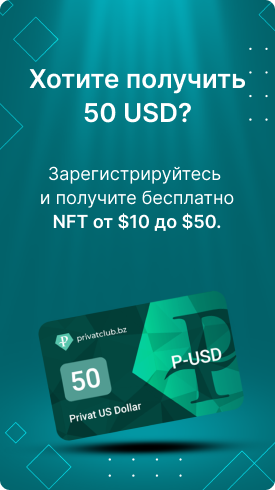 Хотите получить
50 USD?
Зарегистрируйтесь
и получите бесплатно
NFT от $10 до $50.
privatclub.bz
50
P-USD
Privat US Dollar